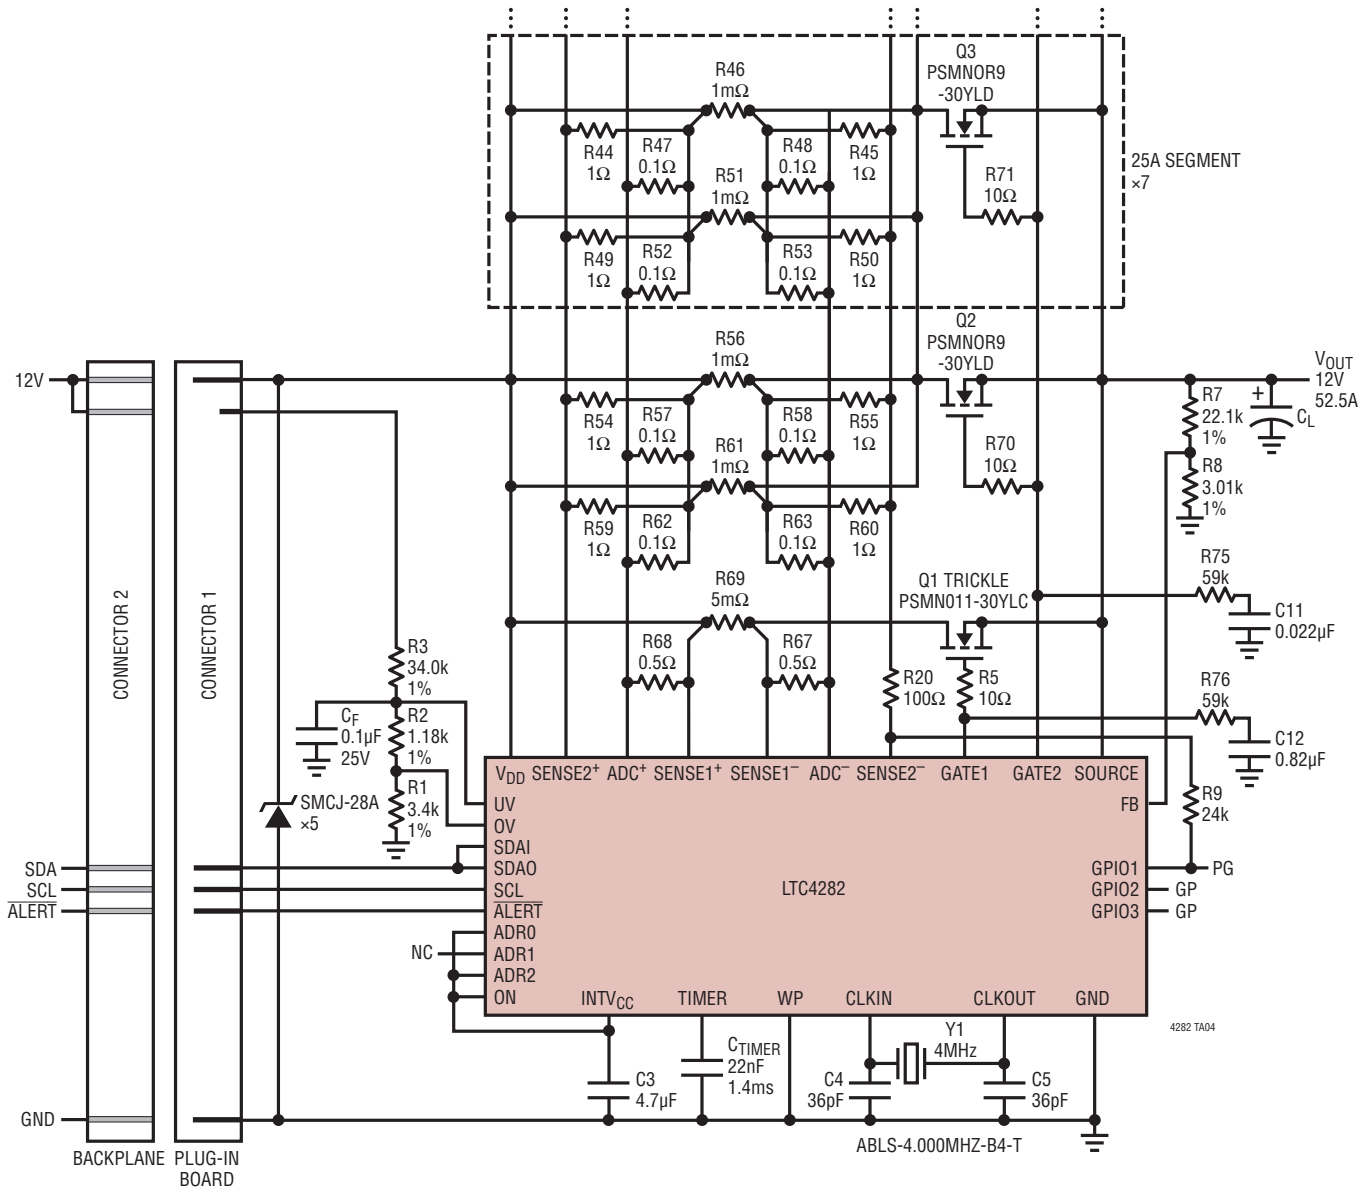 Q3
PSMNOR9
-30YLD
R46
1mΩ
R44
1Ω
R47
0.1Ω
R48
0.1Ω
R45
1Ω
R51
1mΩ
R71
10Ω
25A SEGMENT
×7
R49
1Ω
R52
0.1Ω
R53
0.1Ω
R50
1Ω
Q2
PSMNOR9
-30YLD
R56
1mΩ
12V
VOUT
12V
52.5A
R54
1Ω
R57
0.1Ω
R58
0.1Ω
R55
1Ω
R7
22.1k
1%
+
CL
R61
1mΩ
R70
10Ω
R8
3.01k
1%
R59
1Ω
R62
0.1Ω
R63
0.1Ω
R60
1Ω
R69
5mΩ
Q1 TRICKLE
PSMN011-30YLC
R75
59k
C11
0.022µF
CONNECTOR 2
CONNECTOR 1
R3
34.0k
1%
R68
0.5Ω
R67
0.5Ω
R20
100Ω
R5
10Ω
R76
59k
CF
0.1µF
25V
R2
1.18k
1%
C12
0.82µF
SMCJ-28A
×5
R1
3.4k
1%
VDD SENSE2+ ADC+ SENSE1+ SENSE1– ADC– SENSE2– GATE1 GATE2 SOURCE
UV
OV
SDAI
SDAO
SCL
ALERT
ADR0
ADR1
ADR2
ON
FB
R9
24k
SDA
SCL
ALERT
NC
LTC4282
GPIO1
GPIO2
GPIO3
PG
GP
GP
INTVCC TIMER WP CLKIN CLKOUT GND
4282 TA04
C3
4.7µF
CTIMER
22nF
1.4ms
Y1
4MHz
C4
36pF
C5
36pF
GND
ABLS-4.000MHZ-B4-T
BACKPLANE
PLUG-IN
BOARD